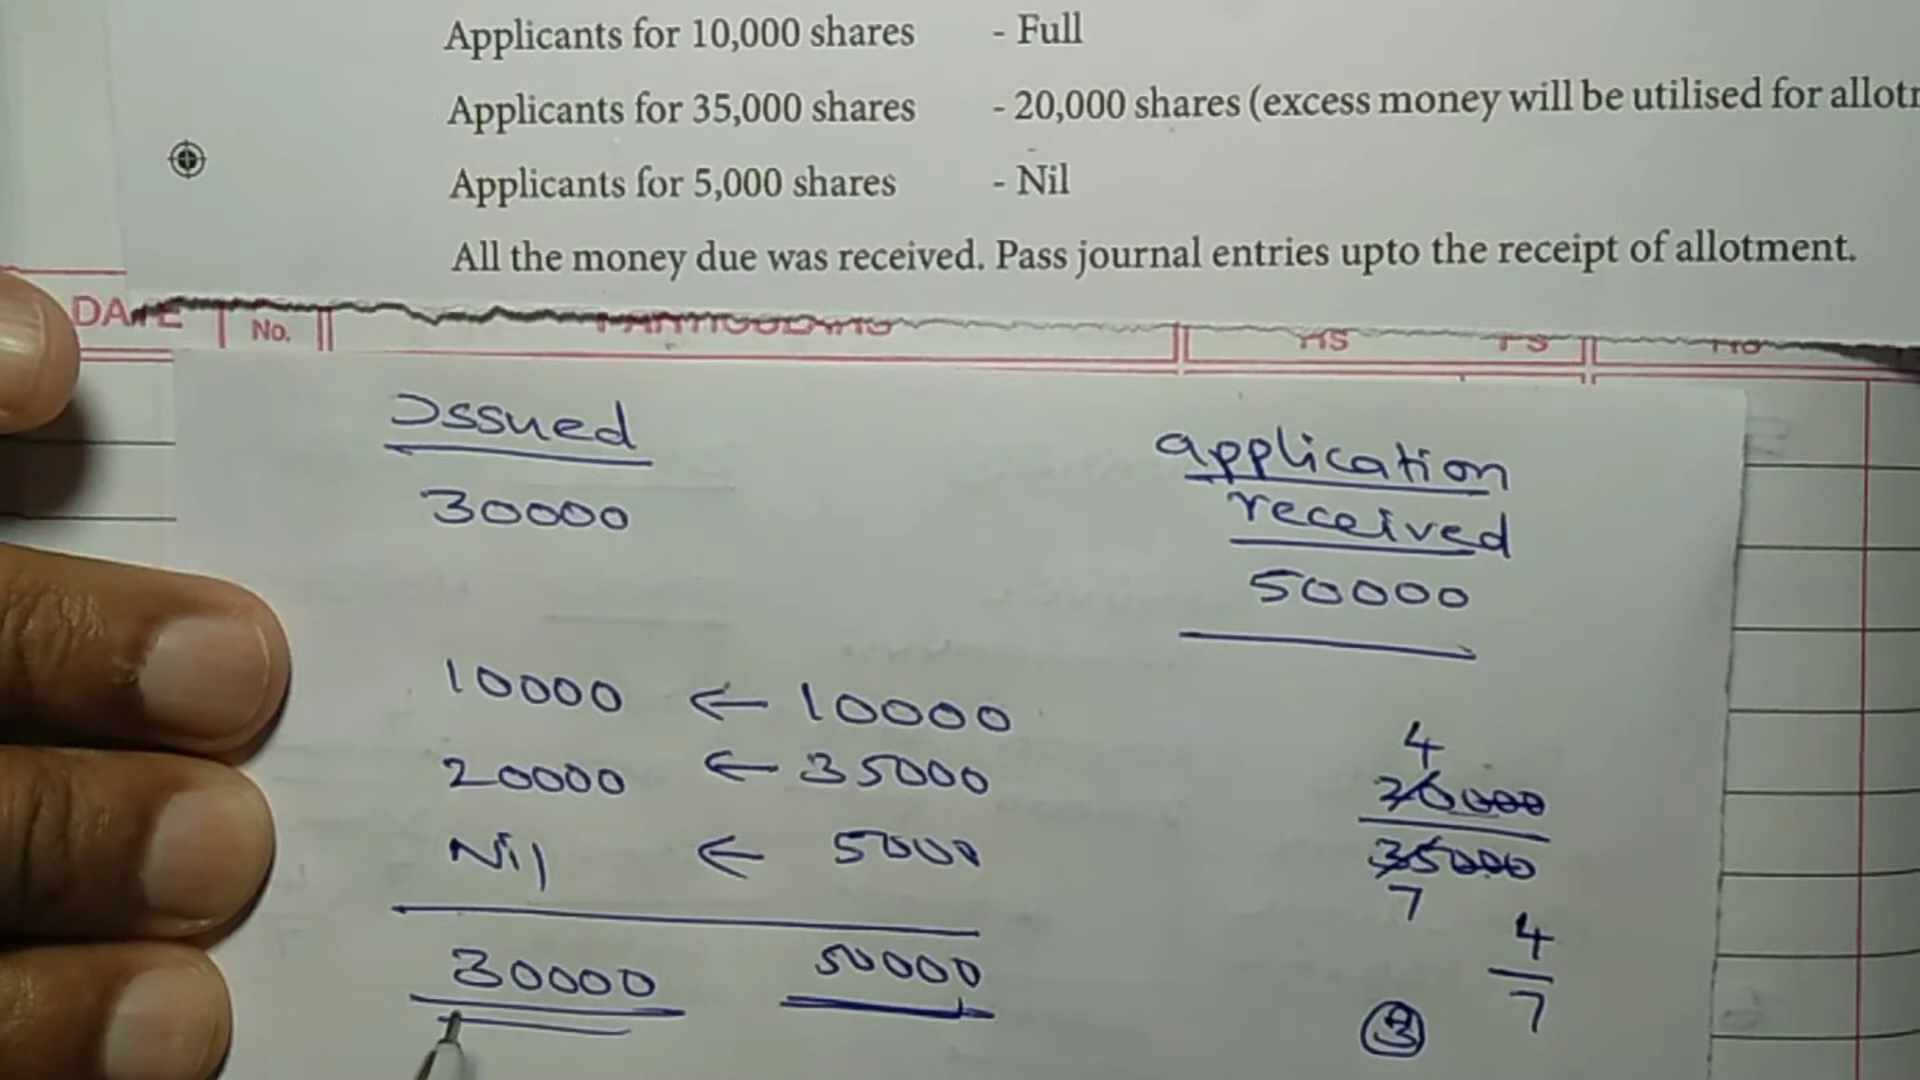 Applicants for 10,000 shares - Full
Applicants for 35,000 shares - 20,000 shares (excess money will be utilised for allotr
Applicants for 5,000 shares - Nil
All the money due was received. Pass journal entries upto the receipt of allotment.
DATE No.
Issued
30000
application
received
50000
10000 ← 10000
20000 ← 35000
Nil ← 5000
30000 50000
4
20000
35000
7
4
7